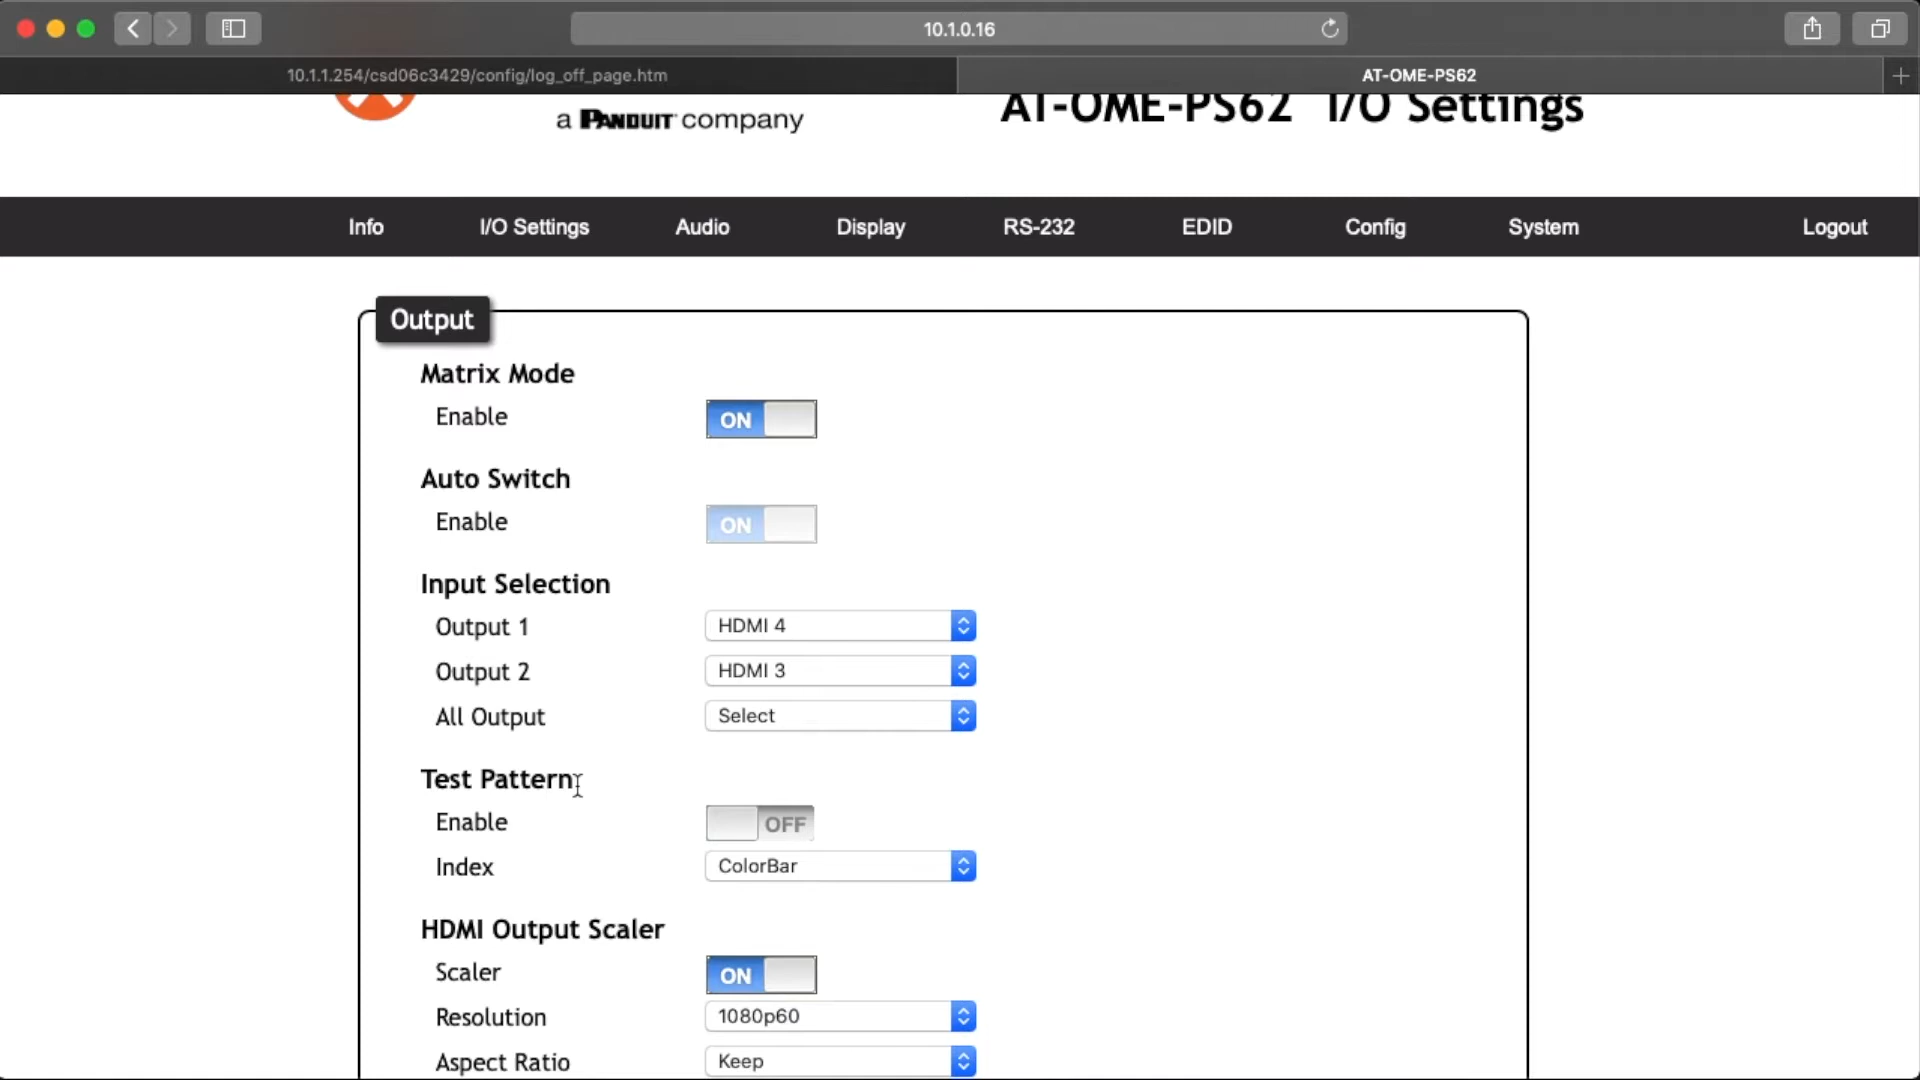 10.1.0.16
10.1.1.254/csd06c3429/config/log_off_page.htm
AT-OME-PS62
a PANDUIT company
AT-OME-PS62 I/O Settings
Info I/O Settings Audio Display RS-232 EDID Config System Logout
Output
Matrix Mode
Enable ON
Auto Switch
Enable ON
Input Selection
Output 1 HDMI 4
Output 2 HDMI 3
All Output Select
Test Pattern
Enable OFF
Index ColorBar
HDMI Output Scaler
Scaler ON
Resolution 1080p60
Aspect Ratio Keep